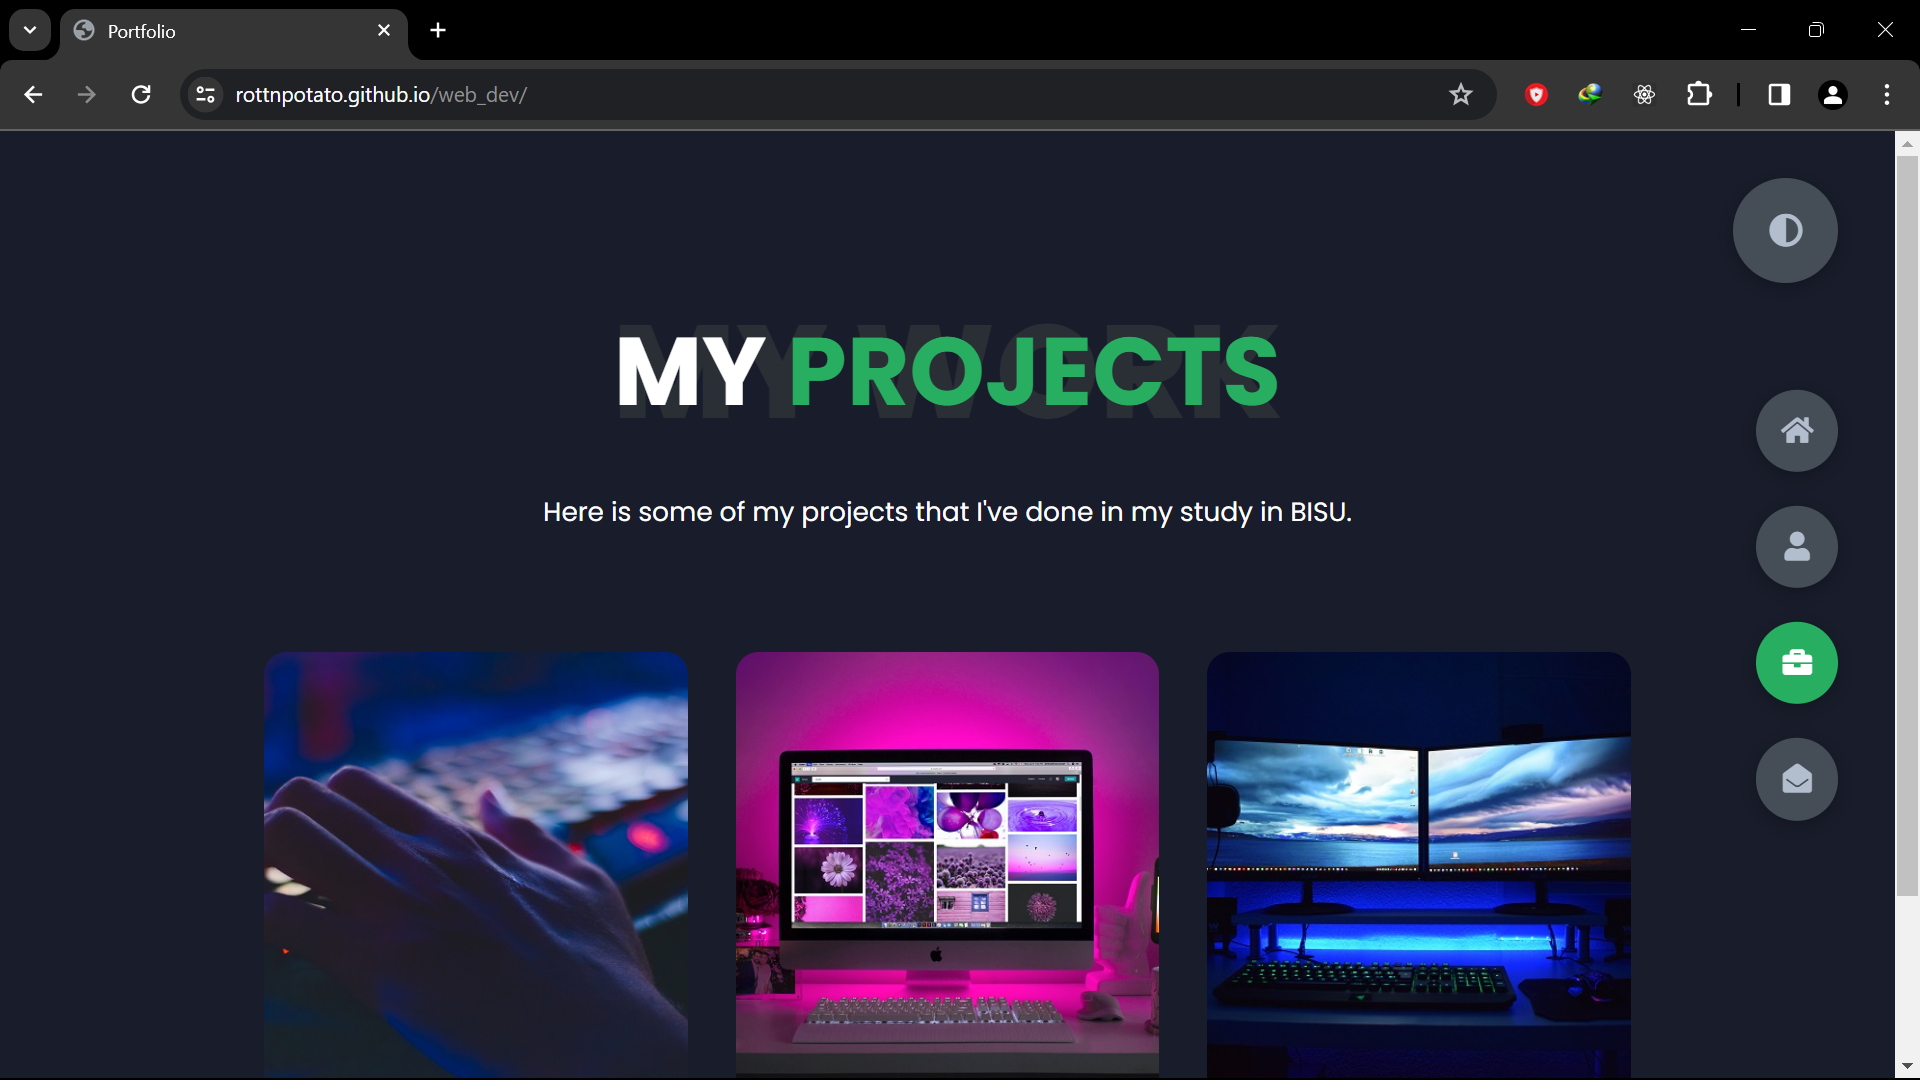 Portfolio
rottnpotato.github.io/web_dev/
MY WORK
MY PROJECTS
Here is some of my projects that I've done in my study in BISU.